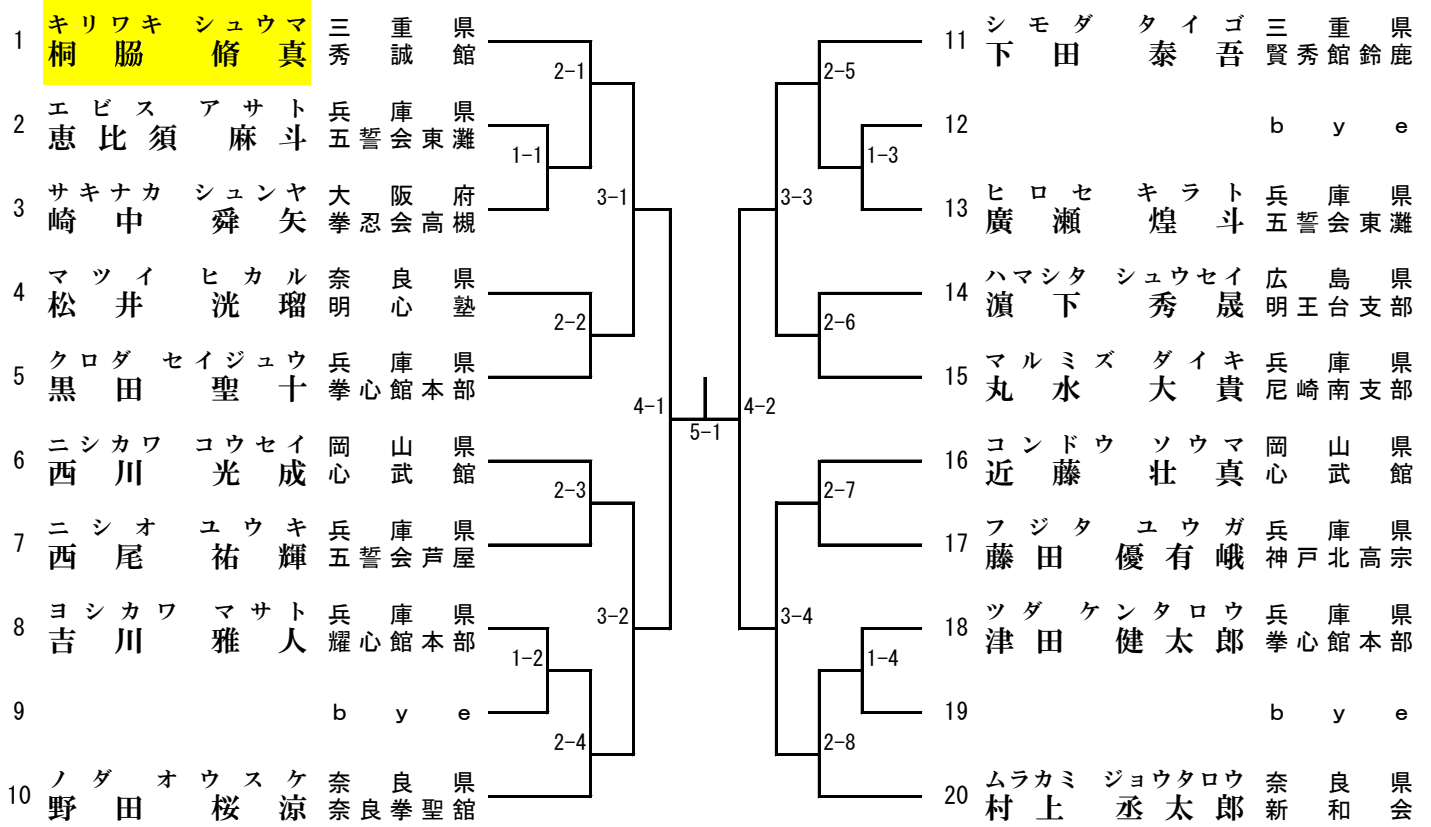 1 キリワキ シュウマ 三重県
桐脇 脩真 秀誠館
2 エビス アサト 兵庫県
恵比須 麻斗 五誓会東灘
3 サキナカ シュンヤ 大阪府
崎中 舜矢 拳忍会高槻
4 マツイ ヒカル 奈良県
松井 洸瑠 明心塾
5 クロダ セイジュウ 兵庫県
黒田 聖十 拳心館本部
6 ニシカワ コウセイ 岡山県
西川 光成 心武館
7 ニシオ ユウキ 兵庫県
西尾 祐輝 五誓会芦屋
8 ヨシカワ マサト 兵庫県
吉川 雅人 耀心館本部
9 bye
10 ノダ オウスケ 奈良県
野田 桜涼 奈良拳聖舘
2-1
1-1
3-1
2-2
4-1
2-3
3-2
1-2
2-4
5-1
2-5
1-3
3-3
2-6
4-2
2-7
3-4
1-4
2-8
11 シモダ タイゴ 三重県
下田 泰吾 賢秀館鈴鹿
12 bye
13 ヒロセ キラト 兵庫県
廣瀬 煌斗 五誓会東灘
14 ハマシタ シュウセイ 広島県
濵下 秀晟 明王台支部
15 マルミズ ダイキ 兵庫県
丸水 大貴 尼崎南支部
16 コンドウ ソウマ 岡山県
近藤 壮真 心武館
17 フジタ ユウガ 兵庫県
藤田 優有峨 神戸北高宗
18 ツダ ケンタロウ 兵庫県
津田 健太郎 拳心館本部
19 bye
20 ムラカミ ジョウタロウ 奈良県
村上 丞太郎 新和会